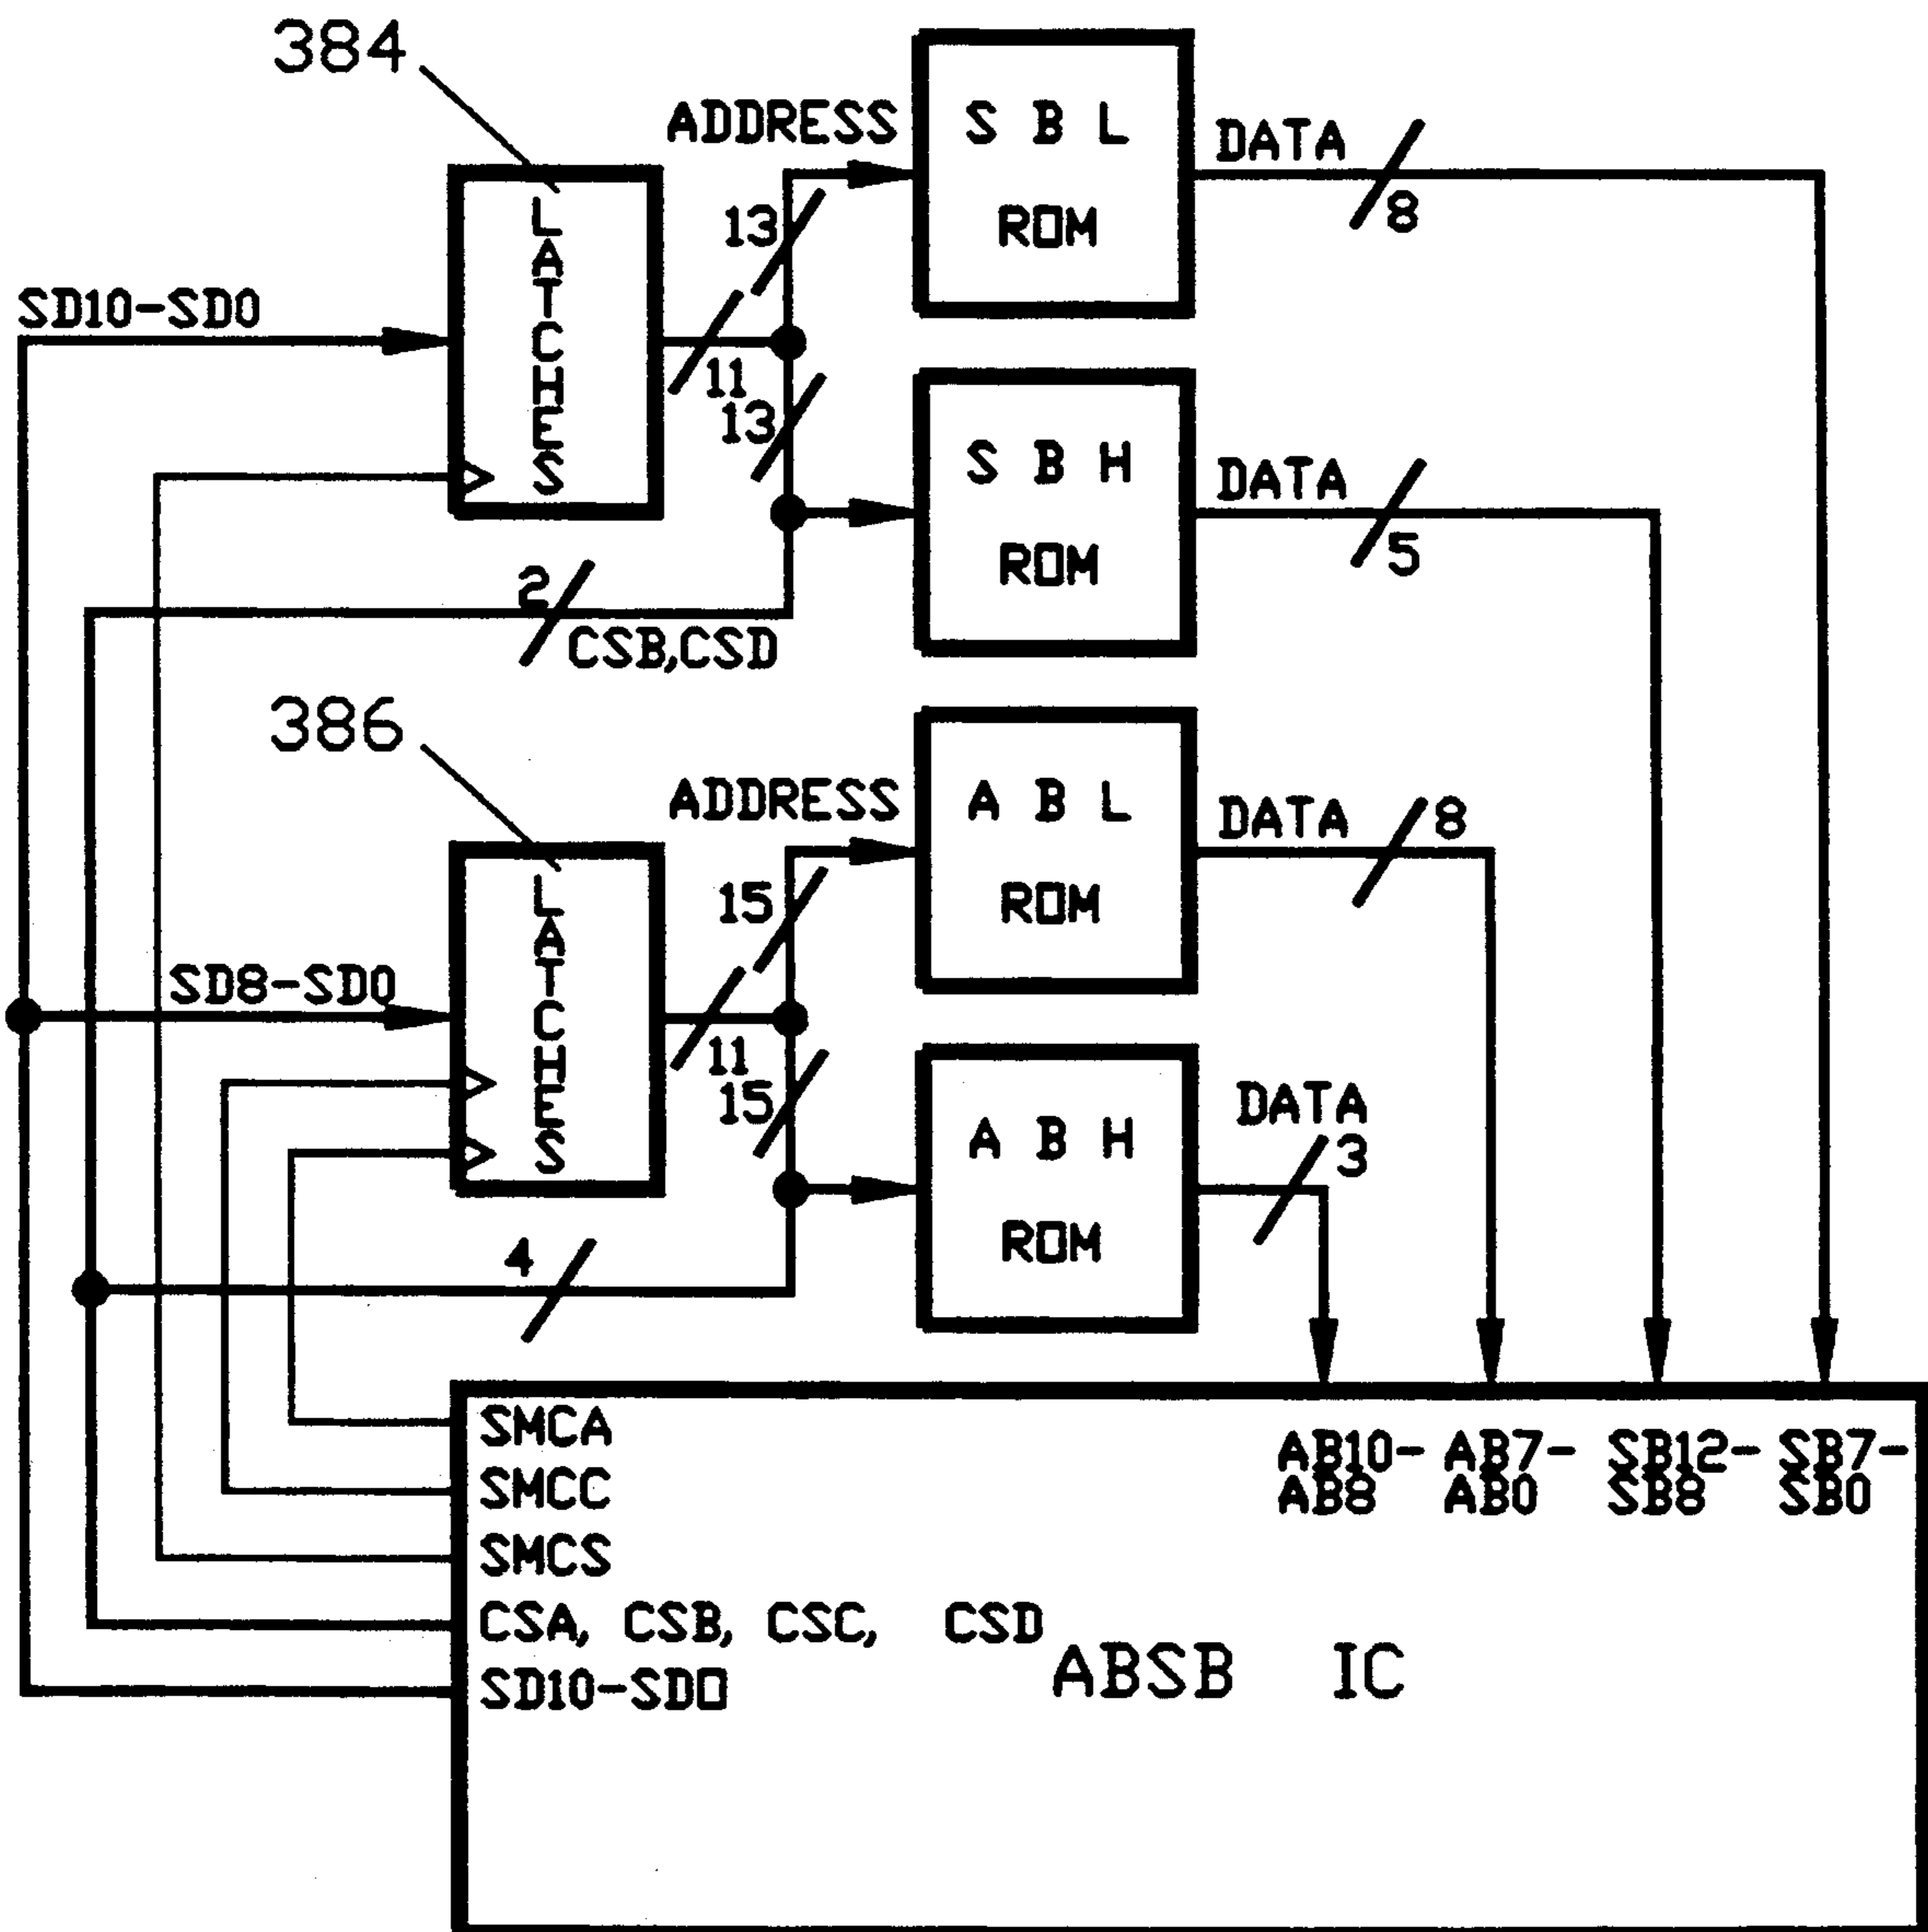 384
LATCHES
ADDRESS
S B L
ROM
DATA
8
13
SD10-SD0
11
13
S B H
ROM
DATA
5
2
CSB,CSD
386
LATCHES
ADDRESS
A B L
ROM
DATA
8
15
SD8-SD0
11
15
A B H
ROM
DATA
3
4
SMCA
SMCC
SMCS
CSA, CSB, CSC, CSD
SD10-SD0
AB10-
AB8
AB7-
AB0
SB12-
SB8
SB7-
SB0
ABSB IC